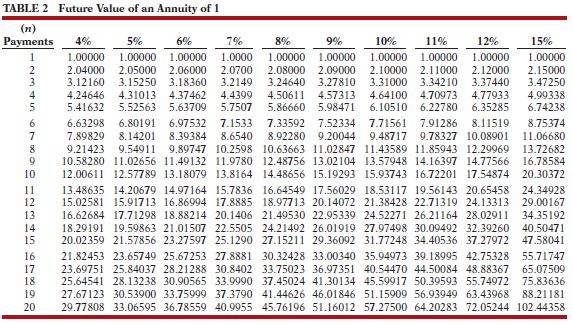 TABLE 2 Future Value of an Annuity of 1
(n)
Payments 4% 5% 6% 7% 8% 9% 10% 11% 12% 15%
1 1.00000 1.00000 1.00000 1.0000 1.00000 1.00000 1.00000 1.00000 1.00000 1.00000
2 2.04000 2.05000 2.06000 2.0700 2.08000 2.09000 2.10000 2.11000 2.12000 2.15000
3 3.12160 3.15250 3.18360 3.2149 3.24640 3.27810 3.31000 3.34210 3.37440 3.47250
4 4.24646 4.31013 4.37462 4.4399 4.50611 4.57313 4.64100 4.70973 4.77933 4.99338
5 5.41632 5.52563 5.63709 5.7507 5.86660 5.98471 6.10510 6.22780 6.35285 6.74238
6 6.63298 6.80191 6.97532 7.1533 7.33592 7.52334 7.71561 7.91286 8.11519 8.75374
7 7.89829 8.14201 8.39384 8.6540 8.92280 9.20044 9.48717 9.78327 10.08901 11.06680
8 9.21423 9.54911 9.89747 10.2598 10.63663 11.02847 11.43589 11.85943 12.29969 13.72682
9 10.58280 11.02656 11.49132 11.9780 12.48756 13.02104 13.57948 14.16397 14.77566 16.78584
10 12.00611 12.57789 13.18079 13.8164 14.48656 15.19293 15.93743 16.72201 17.54874 20.30372
11 13.48635 14.20679 14.97164 15.7836 16.64549 17.56029 18.53117 19.56143 20.65458 24.34928
12 15.02581 15.91713 16.86994 17.8885 18.97713 20.14072 21.38428 22.71319 24.13313 29.00167
13 16.62684 17.71298 18.88214 20.1406 21.49530 22.95339 24.52271 26.21164 28.02911 34.35192
14 18.29191 19.59863 21.01507 22.5505 24.21492 26.01919 27.97498 30.09492 32.39260 40.50471
15 20.02359 21.57856 23.27597 25.1290 27.15211 29.36092 31.77248 34.40536 37.27972 47.58041
16 21.82453 23.65749 25.67253 27.8881 30.32428 33.00340 35.94973 39.18995 42.75328 55.71747
17 23.69751 25.84037 28.21288 30.8402 33.75023 36.97351 40.54470 44.50084 48.88367 65.07509
18 25.64541 28.13238 30.90565 33.9990 37.45024 41.30134 45.59917 50.39593 55.74972 75.83636
19 27.67123 30.53900 33.75999 37.3790 41.44626 46.01846 51.15909 56.93949 63.43968 88.21181
20 29.77808 33.06595 36.78559 40.9955 45.76196 51.16012 57.27500 64.20283 72.05244 102.44358